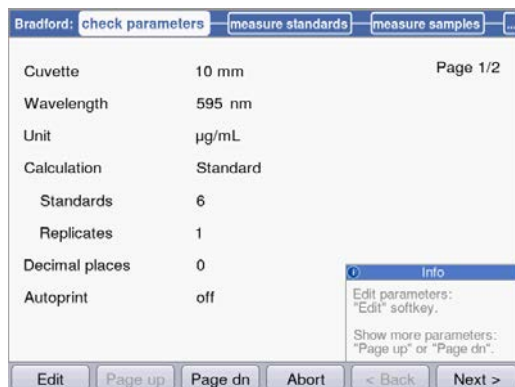 Bradford: check parameters measure standards measure samples ...
Page 1/2
Cuvette 10 mm
Wavelength 595 nm
Unit µg/mL
Calculation Standard
Standards 6
Replicates 1
Decimal places 0
Autoprint off
Info
Edit parameters:
"Edit" softkey.
Show more parameters:
"Page up" or "Page dn".
Edit Page up Page dn Abort < Back Next >